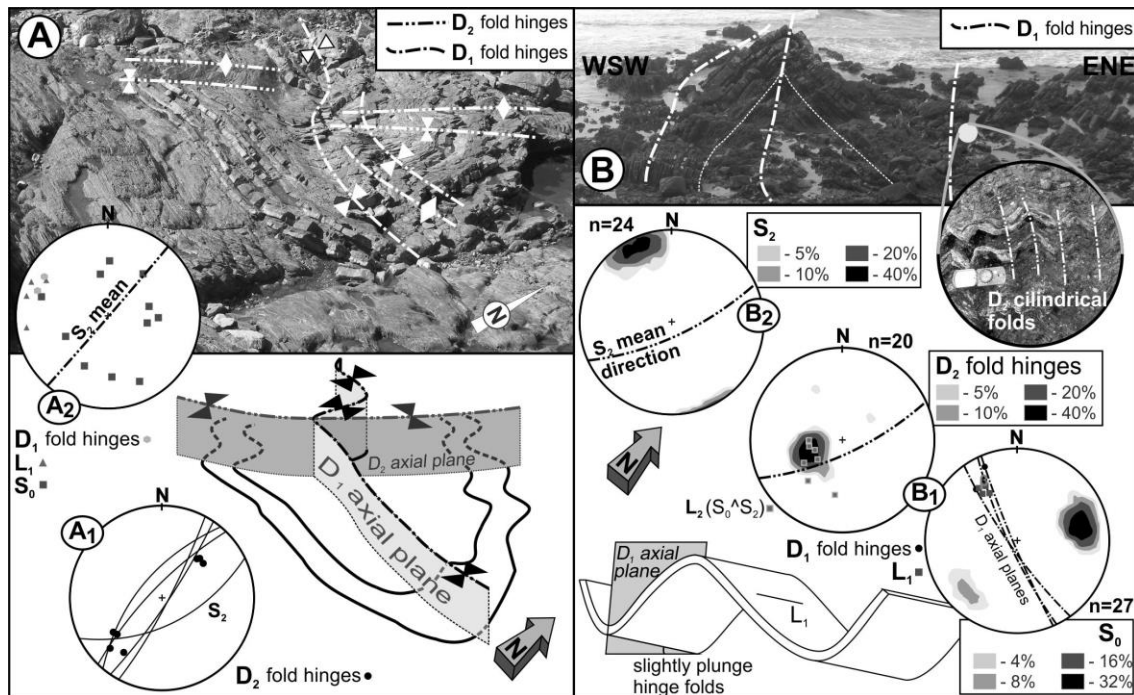 A
D2 fold hinges
D1 fold hinges
N
N
S2 mean
A2
D1 fold hinges
L1
S0
N
A1
S2
D2 fold hinges
D2 axial plane
D1 axial plane
N
D1 fold hinges
WSW
ENE
B
D2 cilindrical
folds
n=24
N
S2
- 5%
- 20%
- 10%
- 40%
S2 mean
direction
B2
N
n=20
N
D2 fold hinges
- 5%
- 20%
- 10%
- 40%
L2 (S0^S2)
B1
N
D1 axial planes
D1 fold hinges
L1
n=27
S0
- 4%
- 16%
- 8%
- 32%
D1 axial
plane
L1
slightly plunge
hinge folds